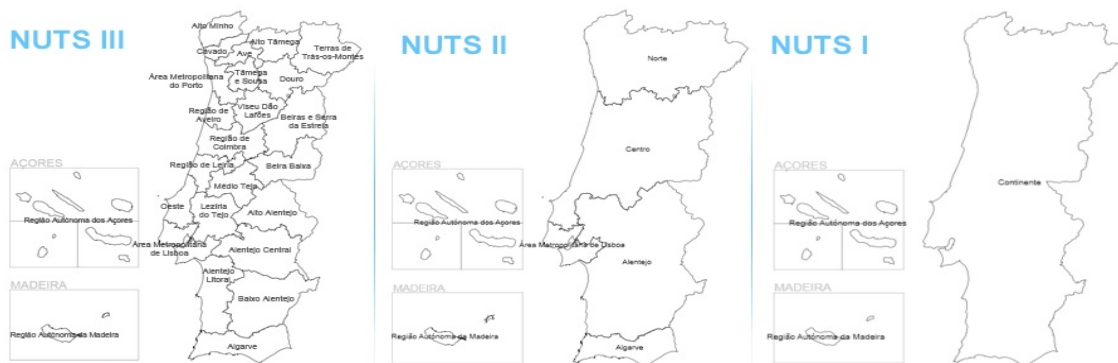 NUTS III
Alto Minho
Cávado
Ave
Alto Tâmega
Terras de
Trás-os-Montes
Área Metropolitana
do Porto
Tâmega
e Sousa
Douro
Região de
Aveiro
Viseu Dão
Lafões
Beiras e Serra
da Estrela
Região de
Coimbra
Região de Leiria
Beira Baixa
Médio Tejo
Oeste
Lezíria
do Tejo
Alto Alentejo
Área Metropolitana
de Lisboa
Alentejo Central
Alentejo
Litoral
Baixo Alentejo
Algarve
AÇORES
Região Autónoma dos Açores
MADEIRA
Região Autónoma da Madeira
NUTS II
Norte
Centro
Área Metropolitana de Lisboa
Alentejo
Algarve
AÇORES
Região Autónoma dos Açores
MADEIRA
Região Autónoma da Madeira
NUTS I
Continente
AÇORES
Região Autónoma dos Açores
MADEIRA
Região Autónoma da Madeira